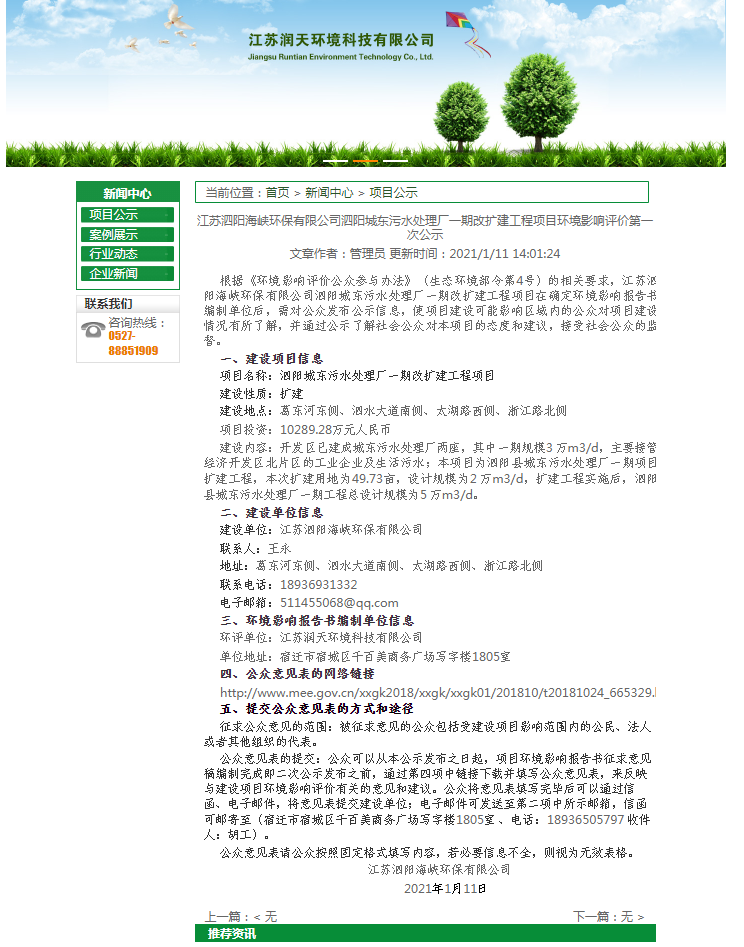 江苏润天环境科技有限公司
Jiangsu Runtian Environment Technology Co., Ltd.
新闻中心
项目公示
案例展示
行业动态
企业新闻
联系我们
咨询热线：
0527-
88851909
当前位置：首页 > 新闻中心 > 项目公示
江苏泗阳海峡环保有限公司泗阳城东污水处理厂一期改扩建工程项目环境影响评价第一
次公示
文章作者：管理员 更新时间：2021/1/11 14:01:24
根据《环境影响评价公众参与办法》（生态环境部令第4号）的相关要求，江苏泗
阳海峡环保有限公司泗阳城东污水处理厂一期改扩建工程项目在确定环境影响报告书
编制单位后，需对公众发布公示信息，使项目建设可能影响区域内的公众对项目建设
情况有所了解，并通过公示了解社会公众对本项目的态度和建议，接受社会公众的监
督。
一、建设项目信息
项目名称：泗阳城东污水处理厂一期改扩建工程项目
建设性质：扩建
建设地点：葛东河东侧、泗水大道南侧、太湖路西侧、浙江路北侧
项目投资：10289.28万元人民币
建设内容：开发区已建成城东污水处理厂两座，其中一期规模3万m3/d，主要接管
经济开发区北片区的工业企业及生活污水；本项目为泗阳县城东污水处理厂一期项目
扩建工程，本次扩建用地为49.73亩，设计规模为2万m3/d，扩建工程实施后，泗阳
县城东污水处理厂一期工程总设计规模为5万m3/d。
二、建设单位信息
建设单位：江苏泗阳海峡环保有限公司
联系人：王永
地址：葛东河东侧、泗水大道南侧、太湖路西侧、浙江路北侧
联系电话：18936931332
电子邮箱：511455068@qq.com
三、环境影响报告书编制单位信息
环评单位：江苏润天环境科技有限公司
单位地址：宿迁市宿城区千百美商务广场写字楼1805室
四、公众意见表的网络链接
http://www.mee.gov.cn/xxgk2018/xxgk/xxgk01/201810/t20181024_665329.
五、提交公众意见表的方式和途径
征求公众意见的范围：被征求意见的公众包括受建设项目影响范围内的公民、法人
或者其他组织的代表。
公众意见表的提交：公众可以从本公示发布之日起，项目环境影响报告书征求意见
稿编制完成即二次公示发布之前，通过第四项中链接下载并填写公众意见表，来反映
与建设项目环境影响评价有关的意见和建议。公众将意见表填写完毕后可以通过信
函、电子邮件，将意见表提交建设单位；电子邮件可发送至第二项中所示邮箱，信函
可邮寄至（宿迁市宿城区千百美商务广场写字楼1805室、电话：18936505797 收件
人：胡工）。
公众意见表请公众按照固定格式填写内容，若必要信息不全，则视为无效表格。
江苏泗阳海峡环保有限公司
2021年1月11日
上一篇：< 无
下一篇：无 >
推荐资讯